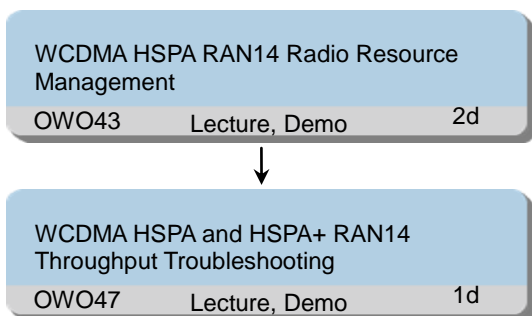 WCDMA HSPA RAN14 Radio Resource
Management
OWO43 Lecture, Demo 2d
WCDMA HSPA and HSPA+ RAN14
Throughput Troubleshooting
OWO47 Lecture, Demo 1d